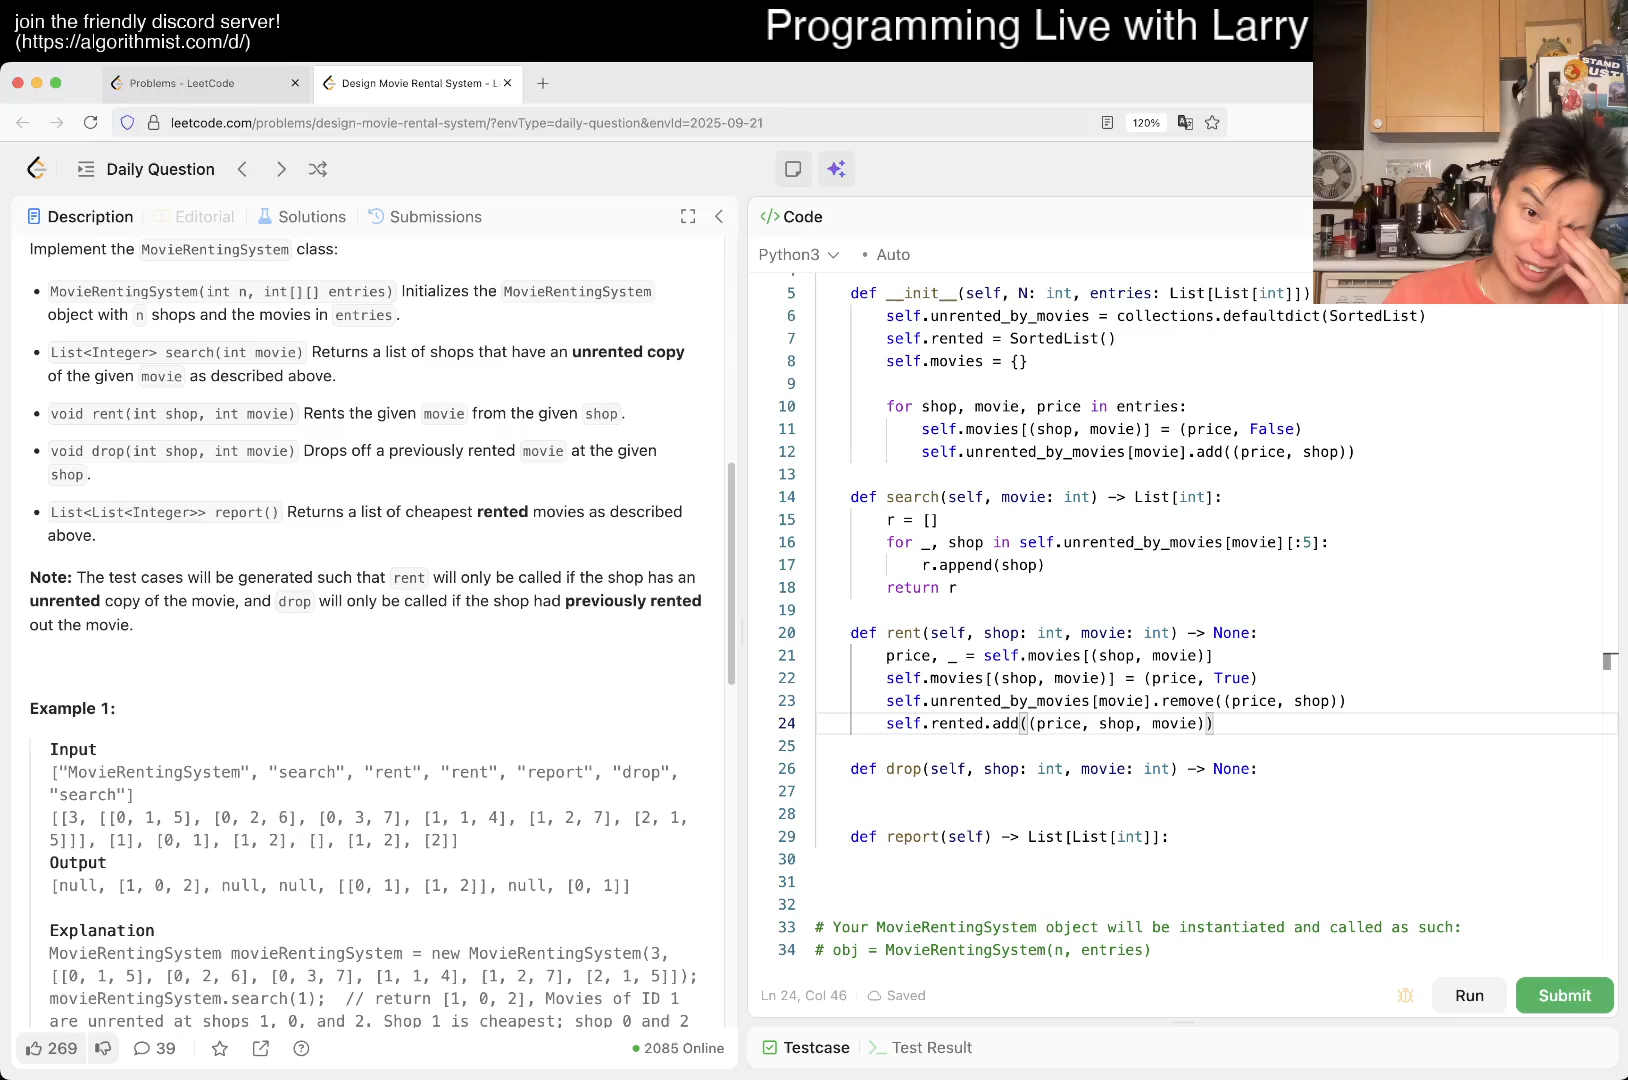 join the friendly discord server!
(https://algorithmist.com/d/)
Programming Live with Larry
Problems - LeetCode
Design Movie Rental System - L
leetcode.com/problems/design-movie-rental-system/?envType=daily-question&envId=2025-09-21
120%
Daily Question
Description
Editorial
Solutions
Submissions
Implement the MovieRentingSystem class:
• MovieRentingSystem(int n, int[][] entries) Initializes the MovieRentingSystem
object with n shops and the movies in entries.
• List<Integer> search(int movie) Returns a list of shops that have an unrented copy
of the given movie as described above.
• void rent(int shop, int movie) Rents the given movie from the given shop.
• void drop(int shop, int movie) Drops off a previously rented movie at the given
shop.
• List<List<Integer>> report() Returns a list of cheapest rented movies as described
above.
Note: The test cases will be generated such that rent will only be called if the shop has an
unrented copy of the movie, and drop will only be called if the shop had previously rented
out the movie.
Example 1:
Input
["MovieRentingSystem", "search", "rent", "rent", "report", "drop",
"search"]
[[3, [[0, 1, 5], [0, 2, 6], [0, 3, 7], [1, 1, 4], [1, 2, 7], [2, 1,
5]]], [1], [0, 1], [1, 2], [], [1, 2], [2]]
Output
[null, [1, 0, 2], null, null, [[0, 1], [1, 2]], null, [0, 1]]
Explanation
MovieRentingSystem movieRentingSystem = new MovieRentingSystem(3,
[[0, 1, 5], [0, 2, 6], [0, 3, 7], [1, 1, 4], [1, 2, 7], [2, 1, 5]]);
movieRentingSystem.search(1);  // return [1, 0, 2], Movies of ID 1
are unrented at shops 1, 0, and 2. Shop 1 is cheapest; shop 0 and 2
269
39
2085 Online
</> Code
Python3
• Auto
5 def __init__(self, N: int, entries: List[List[int]])
6 self.unrented_by_movies = collections.defaultdict(SortedList)
7 self.rented = SortedList()
8 self.movies = {}
9
10 for shop, movie, price in entries:
11 self.movies[(shop, movie)] = (price, False)
12 self.unrented_by_movies[movie].add((price, shop))
13
14 def search(self, movie: int) -> List[int]:
15 r = []
16 for _, shop in self.unrented_by_movies[movie][:5]:
17 r.append(shop)
18 return r
19
20 def rent(self, shop: int, movie: int) -> None:
21 price, _ = self.movies[(shop, movie)]
22 self.movies[(shop, movie)] = (price, True)
23 self.unrented_by_movies[movie].remove((price, shop))
24 self.rented.add((price, shop, movie))
25
26 def drop(self, shop: int, movie: int) -> None:
27
28
29 def report(self) -> List[List[int]]:
30
31
32
33 # Your MovieRentingSystem object will be instantiated and called as such:
34 # obj = MovieRentingSystem(n, entries)
Ln 24, Col 46
Saved
Run
Submit
Testcase
Test Result